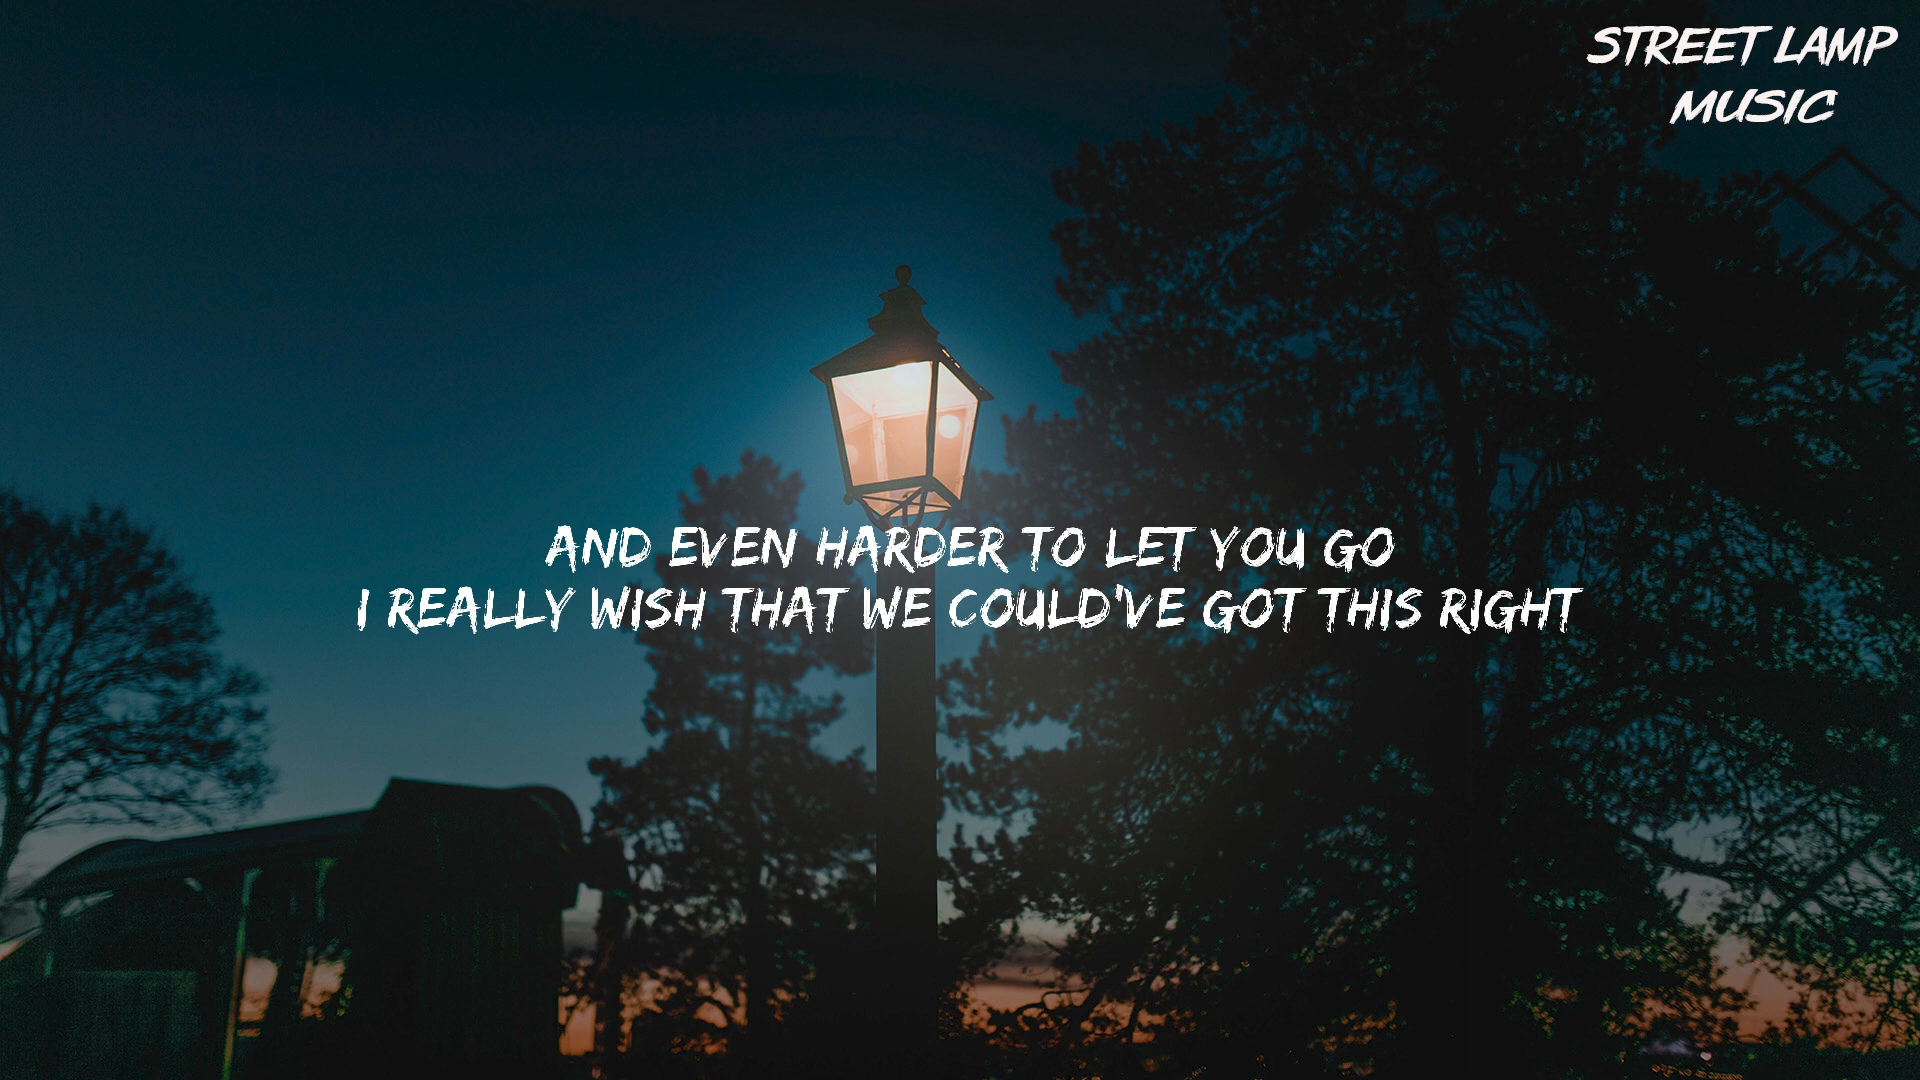 STREET LAMP
MUSIC
AND EVEN HARDER TO LET YOU GO
I REALLY WISH THAT WE COULD'VE GOT THIS RIGHT